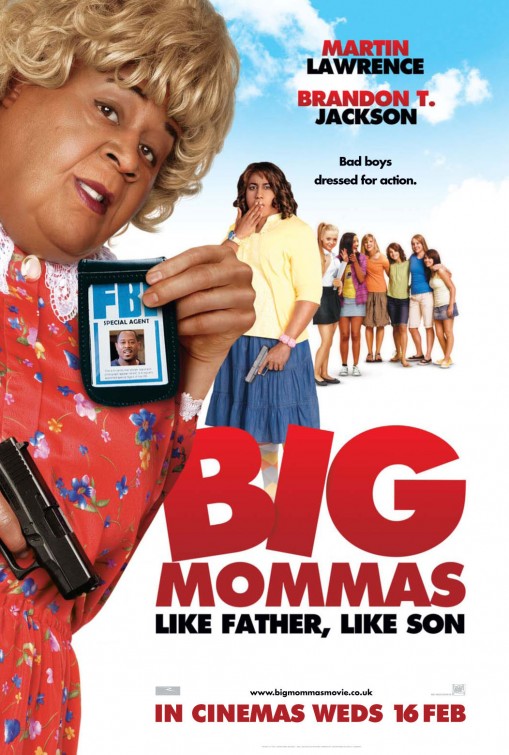 MARTIN
LAWRENCE
BRANDON T.
JACKSON
Bad boys
dressed for action.
FBI
SPECIAL AGENT
BIG
MOMMAS
LIKE FATHER, LIKE SON
www.bigmommasmovie.co.uk
IN CINEMAS WEDS 16 FEB